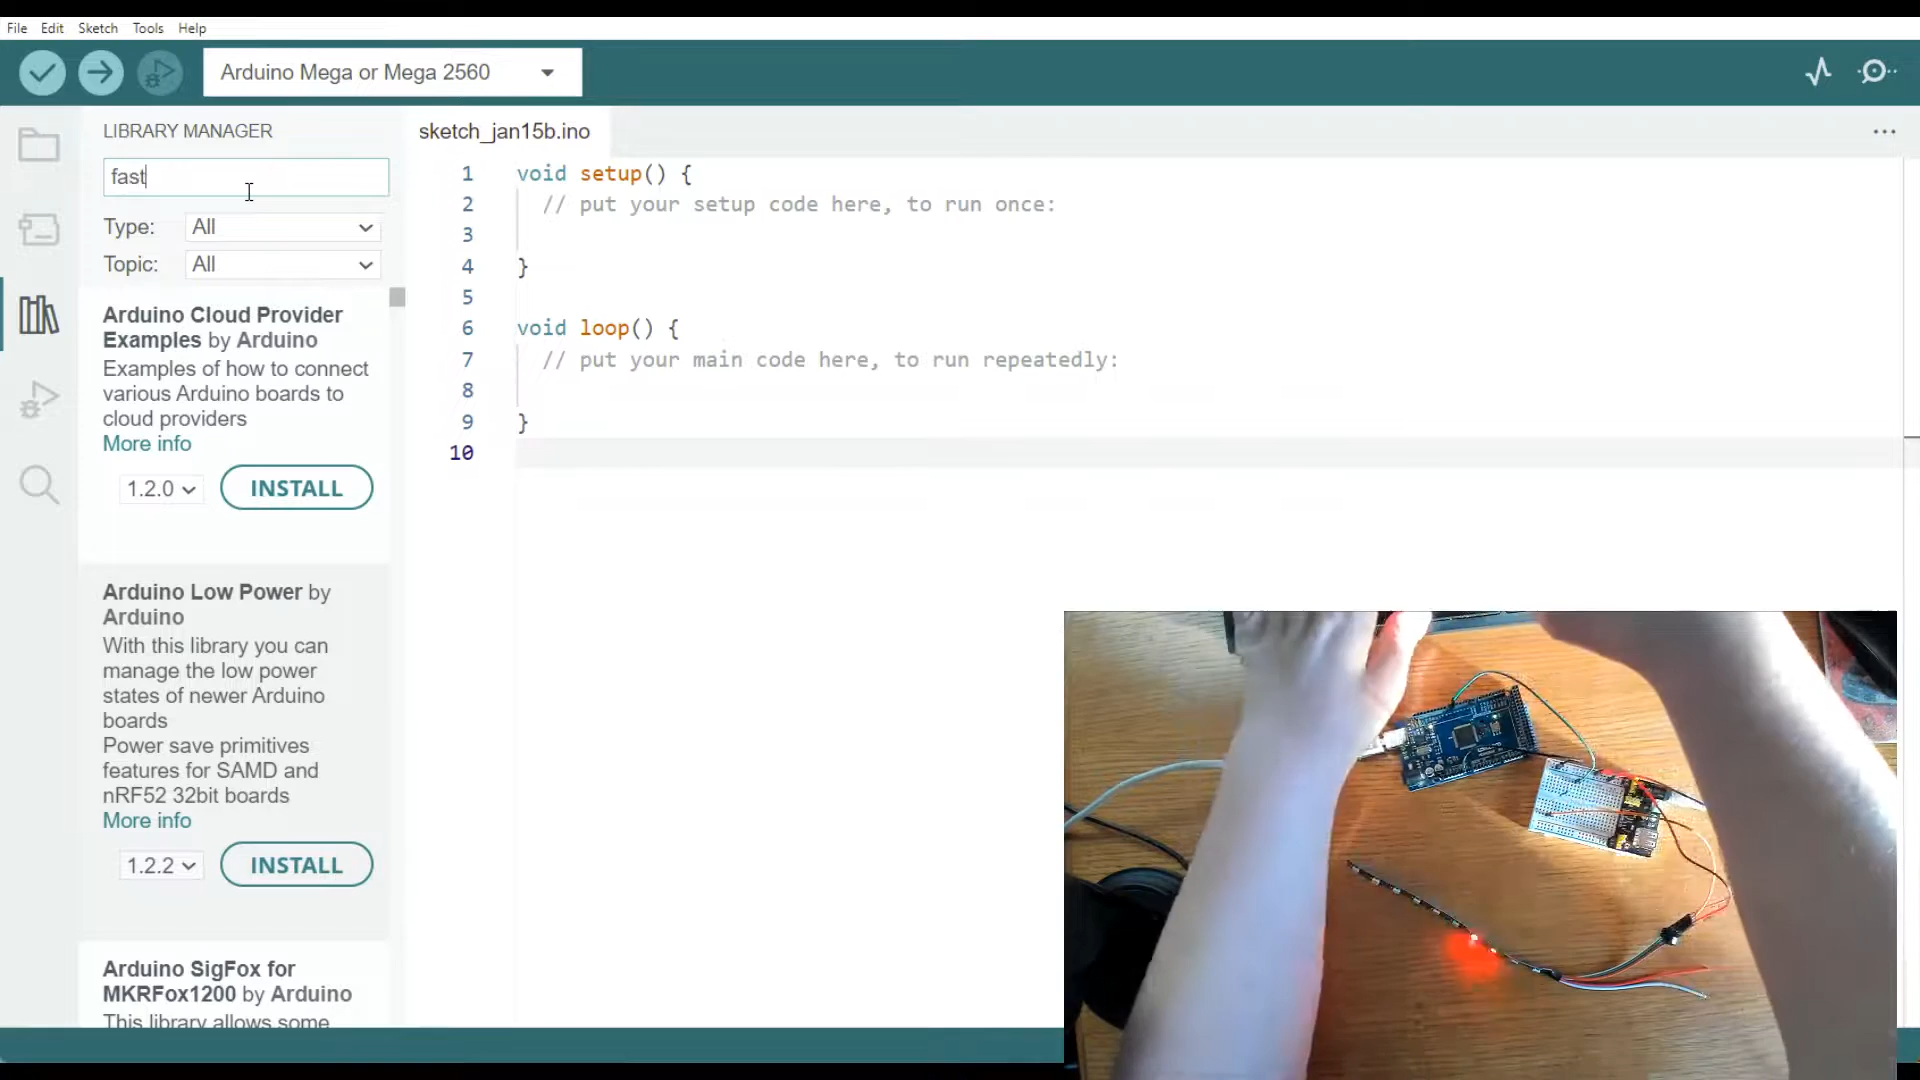 File Edit Sketch Tools Help
Arduino Mega or Mega 2560
LIBRARY MANAGER
fast
Type: All
Topic: All
Arduino Cloud Provider
Examples by Arduino
Examples of how to connect
various Arduino boards to
cloud providers
More info
1.2.0 INSTALL
Arduino Low Power by
Arduino
With this library you can
manage the low power
states of newer Arduino
boards
Power save primitives
features for SAMD and
nRF52 32bit boards
More info
1.2.2 INSTALL
Arduino SigFox for
MKRFox1200 by Arduino
This library allows some
sketch_jan15b.ino
1 void setup() {
2 // put your setup code here, to run once:
3
4 }
5
6 void loop() {
7 // put your main code here, to run repeatedly:
8
9 }
10